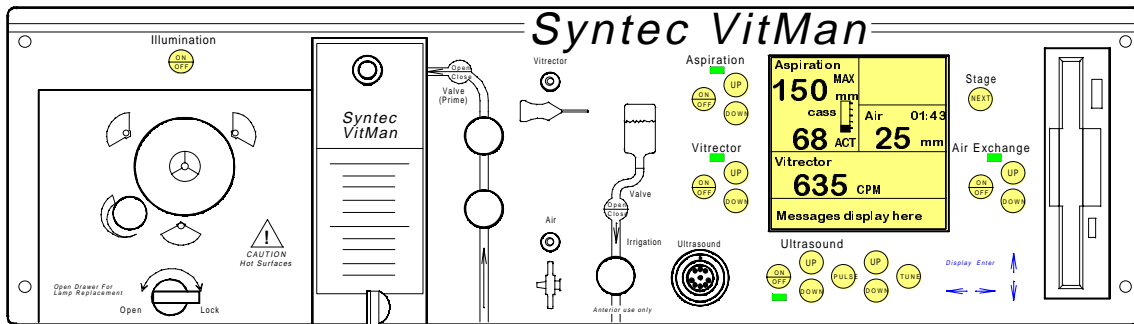 Syntec VitMan
Illumination
ON
OFF
Open
Close
Valve
(Prime)
Syntec
VitMan
CAUTION
Hot Surfaces
Open Drawer For
Lamp Replacement
Open
Lock
Vitrector
Air
Valve
Open
Close
Irrigation
Anterior use only
Ultrasound
Aspiration
ON
OFF
UP
DOWN
Vitrector
ON
OFF
UP
DOWN
Aspiration
150 MAX
mm
cass
68 ACT
Air 01:43
25 mm
Vitrector
635 CPM
Messages display here
Stage
NEXT
Air Exchange
ON
OFF
UP
DOWN
Ultrasound
ON
OFF
UP
DOWN
PULSE
UP
DOWN
TUNE
Display Enter